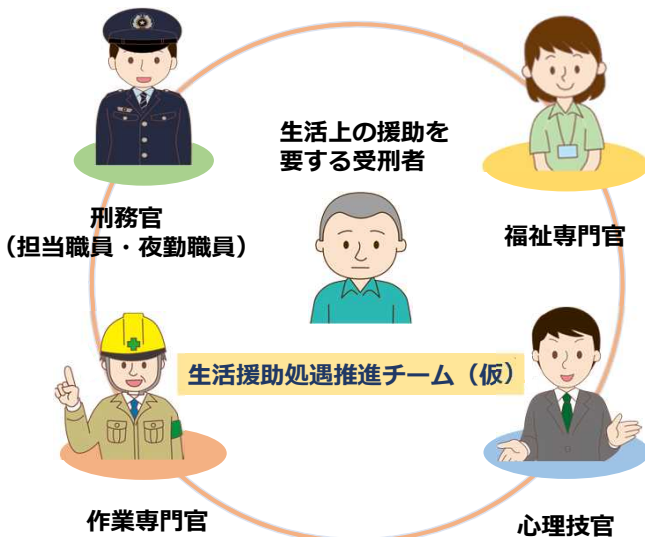 生活上の援助を
要する受刑者
刑務官
（担当職員・夜勤職員）
福祉専門官
生活援助処遇推進チーム（仮）
作業専門官
心理技官